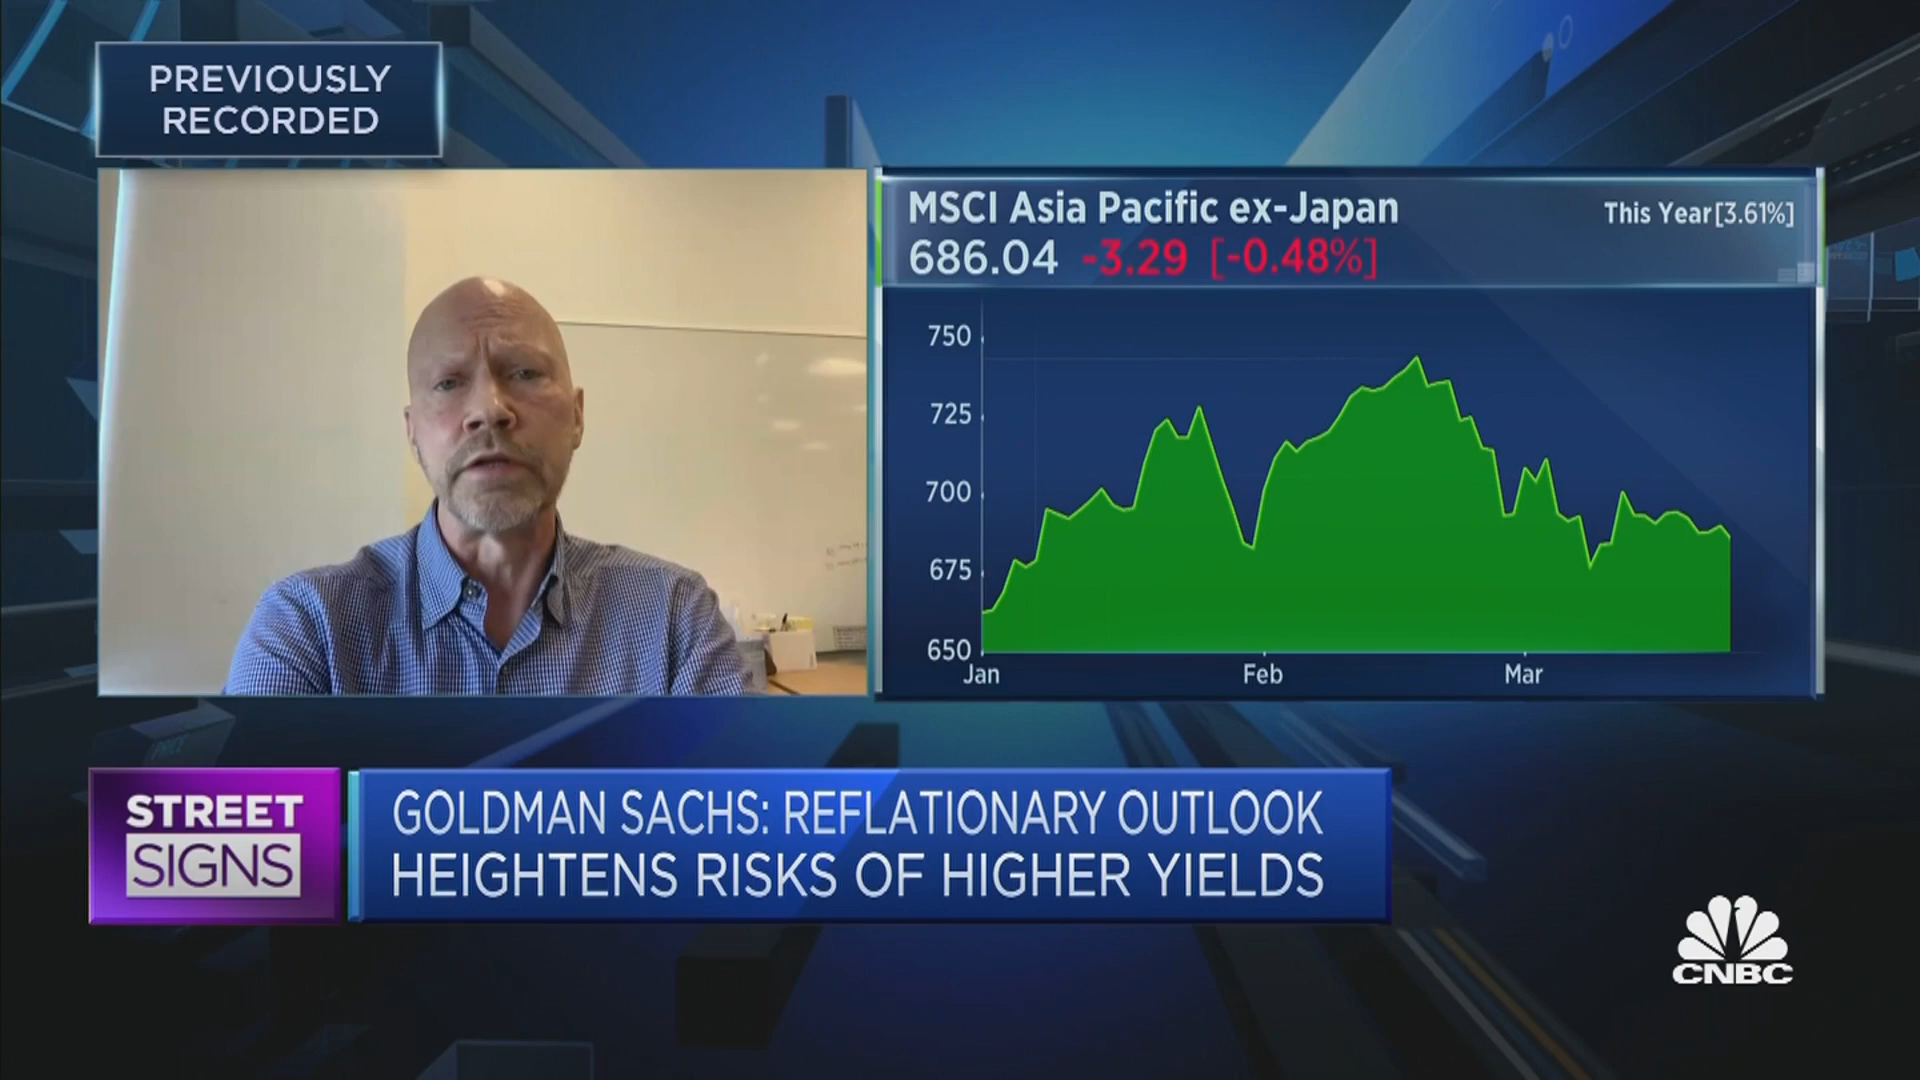 PREVIOUSLY
RECORDED
MSCI Asia Pacific ex-Japan
This Year[3.61%]
686.04 -3.29 [-0.48%]
750
725
700
675
650
Jan Feb Mar
STREET
SIGNS
GOLDMAN SACHS: REFLATIONARY OUTLOOK
HEIGHTENS RISKS OF HIGHER YIELDS
CNBC